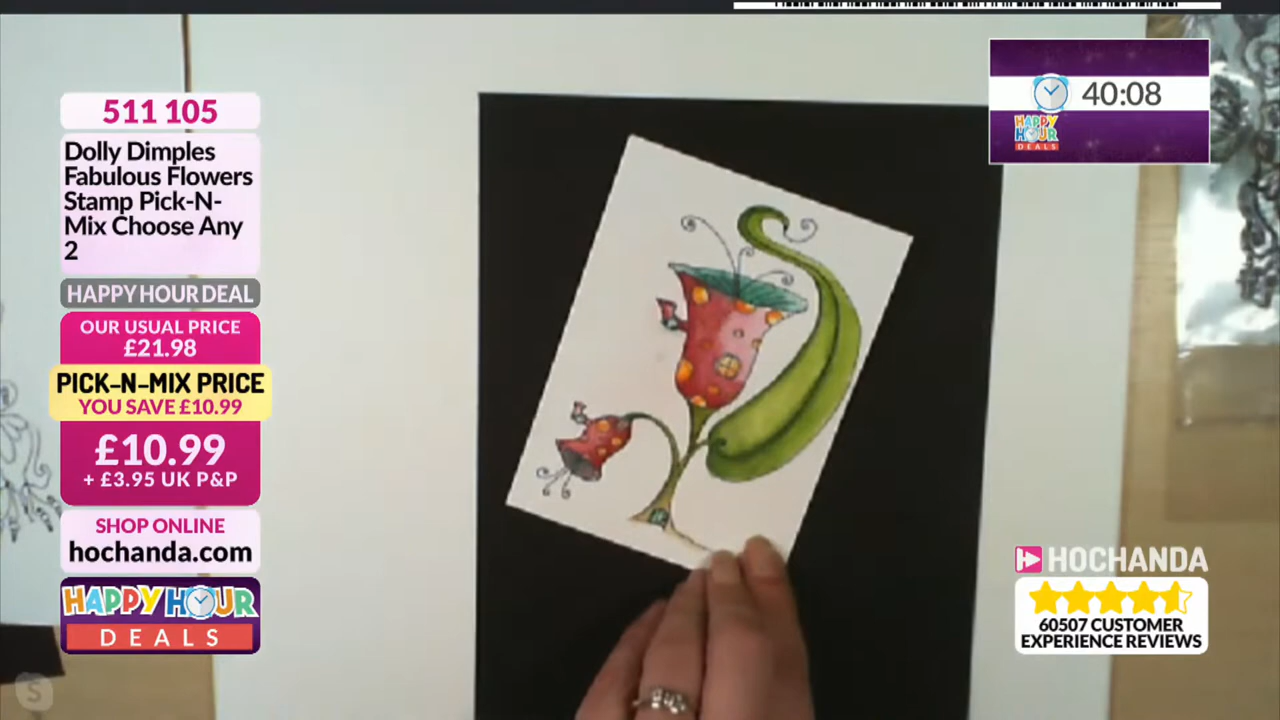 511 105
Dolly Dimples
Fabulous Flowers
Stamp Pick-N-
Mix Choose Any
2
HAPPY HOUR DEAL
OUR USUAL PRICE
£21.98
PICK-N-MIX PRICE
YOU SAVE £10.99
£10.99
+ £3.95 UK P&P
SHOP ONLINE
hochanda.com
HAPPY HOUR
DEALS
40:08
HAPPY
HOUR
DEALS
HOCHANDA
60507 CUSTOMER
EXPERIENCE REVIEWS
S